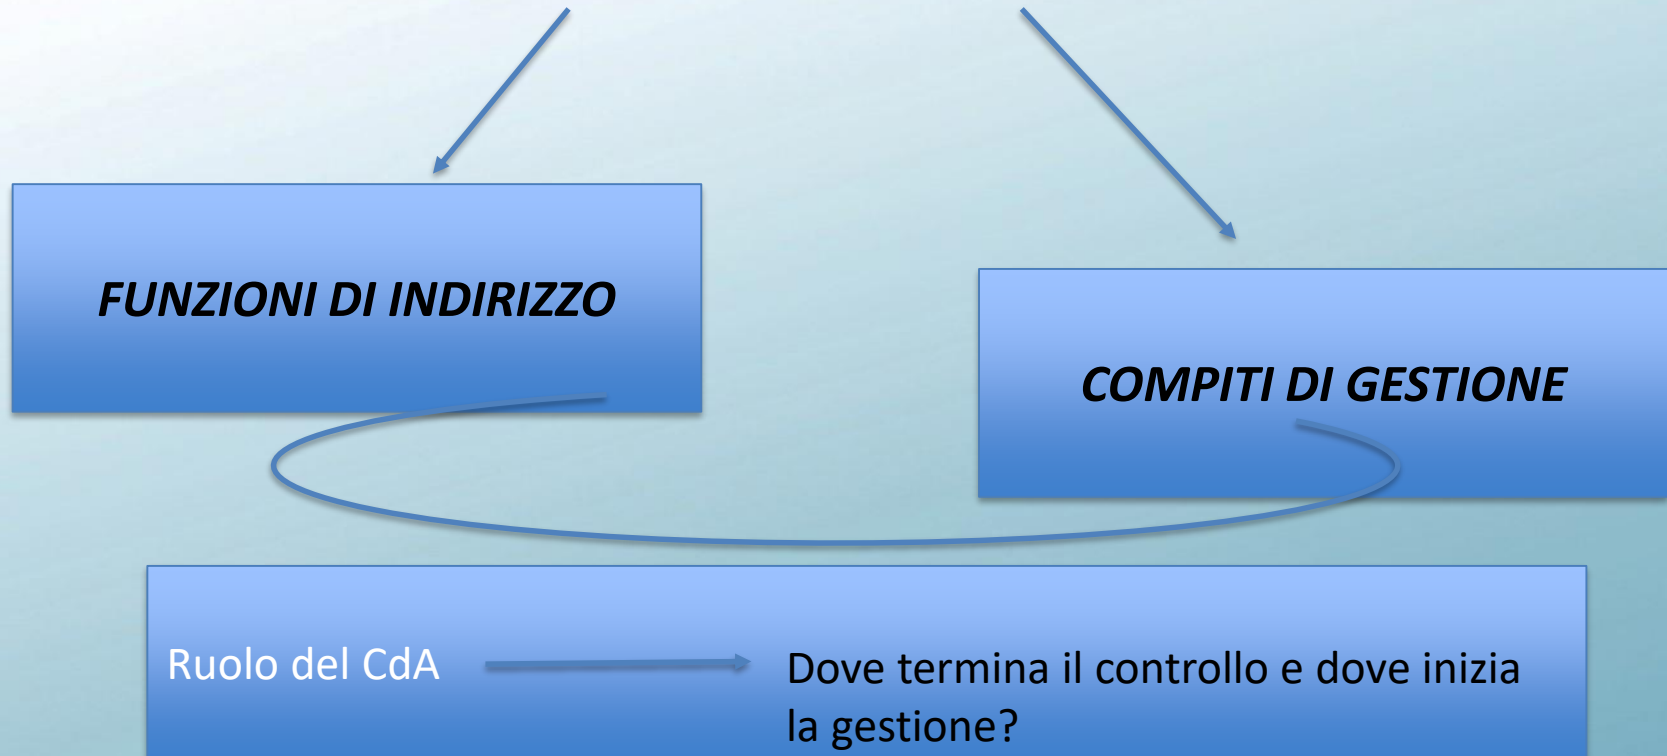 FUNZIONI DI INDIRIZZO
COMPITI DI GESTIONE
Ruolo del CdA
Dove termina il controllo e dove inizia
la gestione?